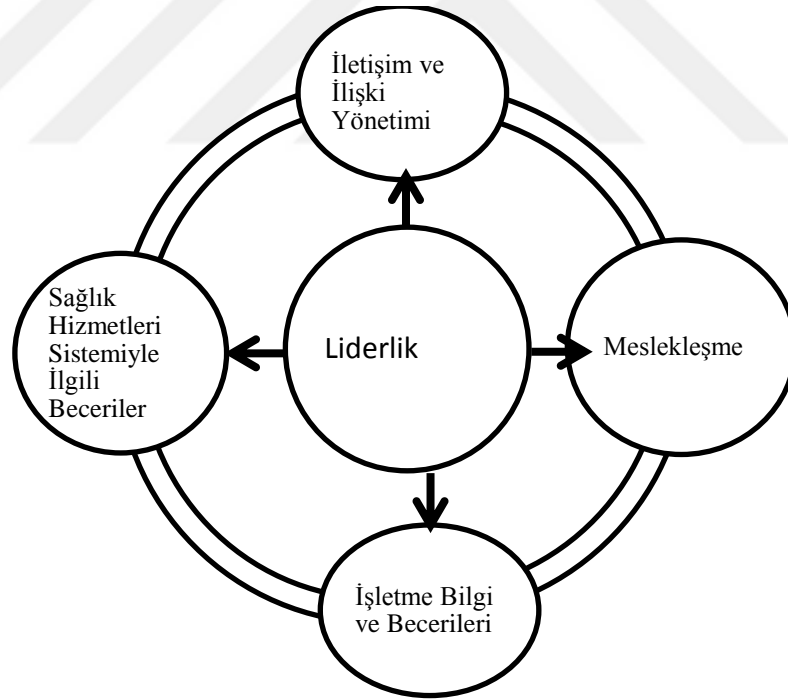 İletişim ve
İlişki
Yönetimi
Sağlık
Hizmetleri
Sistemiyle
İlgili
Beceriler
Liderlik
Meslekleşme
İşletme Bilgi
ve Becerileri